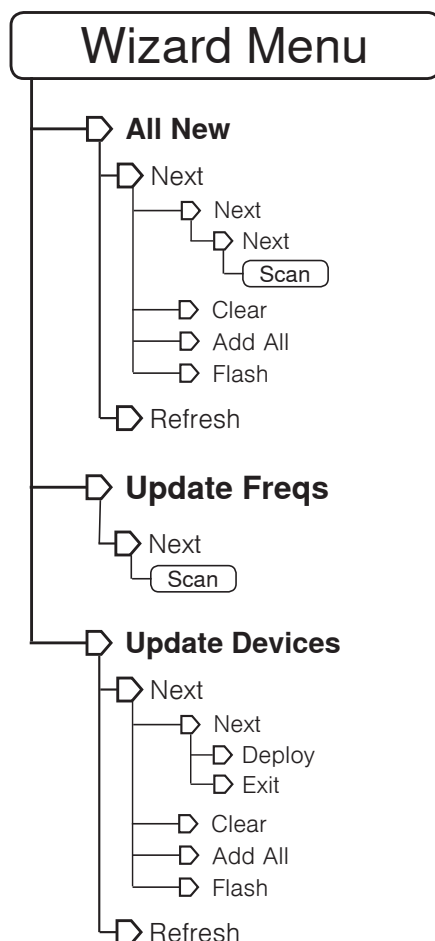 Wizard Menu
All New
Next
Next
Next
Scan
Clear
Add All
Flash
Refresh
Update Freqs
Next
Scan
Update Devices
Next
Next
Deploy
Exit
Clear
Add All
Flash
Refresh